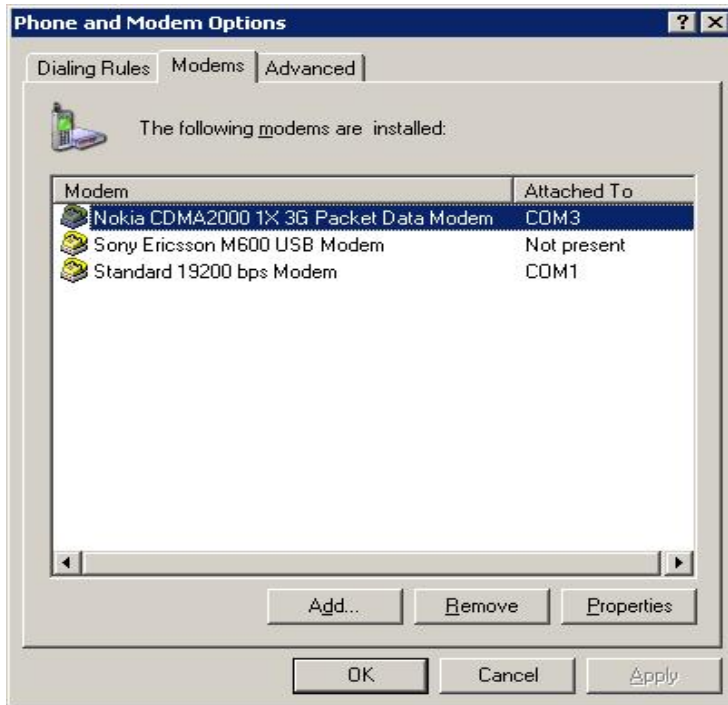 Phone and Modem Options
Dialing Rules Modems Advanced
The following modems are installed:
Modem Attached To
Nokia CDMA2000 1X 3G Packet Data Modem COM3
Sony Ericsson M600 USB Modem Not present
Standard 19200 bps Modem COM1
Add... Remove Properties
OK Cancel Apply